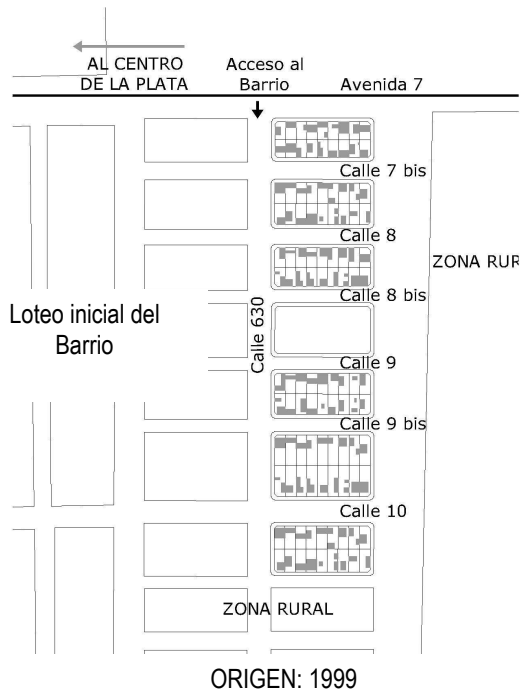 AL CENTRO
DE LA PLATA
Acceso al
Barrio
Avenida 7
Calle 7 bis
Calle 8
ZONA RUR
Calle 8 bis
Loteo inicial del
Barrio
Calle 630
Calle 9
Calle 9 bis
Calle 10
ZONA RURAL
ORIGEN: 1999